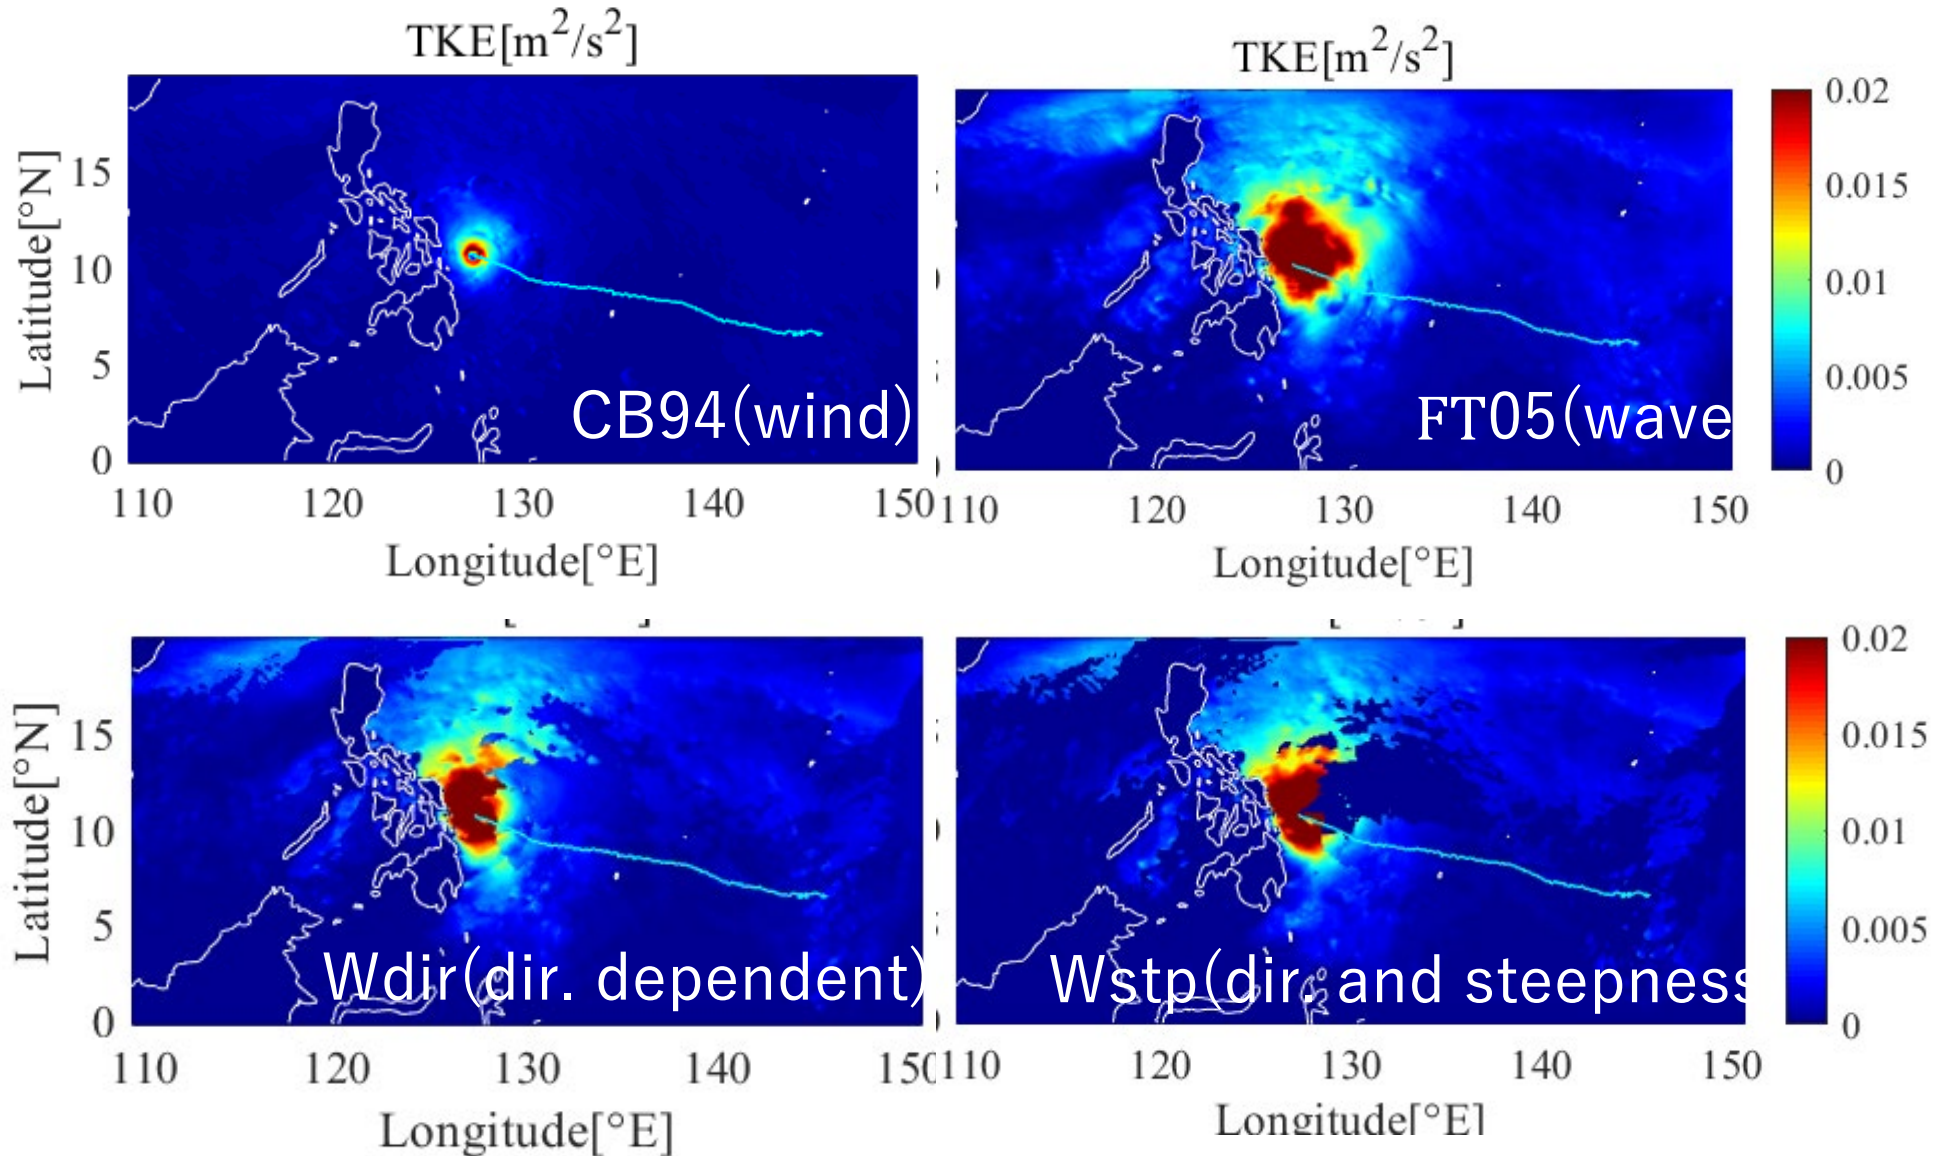 TKE[m²/s²]
TKE[m²/s²]
Latitude[°N]
15
10
5
0
110 120 130 140 150
Longitude[°E]
CB94(wind)
FT05(wave
0.02
0.015
0.01
0.005
0
110 120 130 140 150
Longitude[°E]
Latitude[°N]
15
10
5
0
110 120 130 140 150
Longitude[°E]
Wdir(dir. dependent)
Wstp(dir. and steepness
0.02
0.015
0.01
0.005
0
110 120 130 140 150
Longitude[°E]